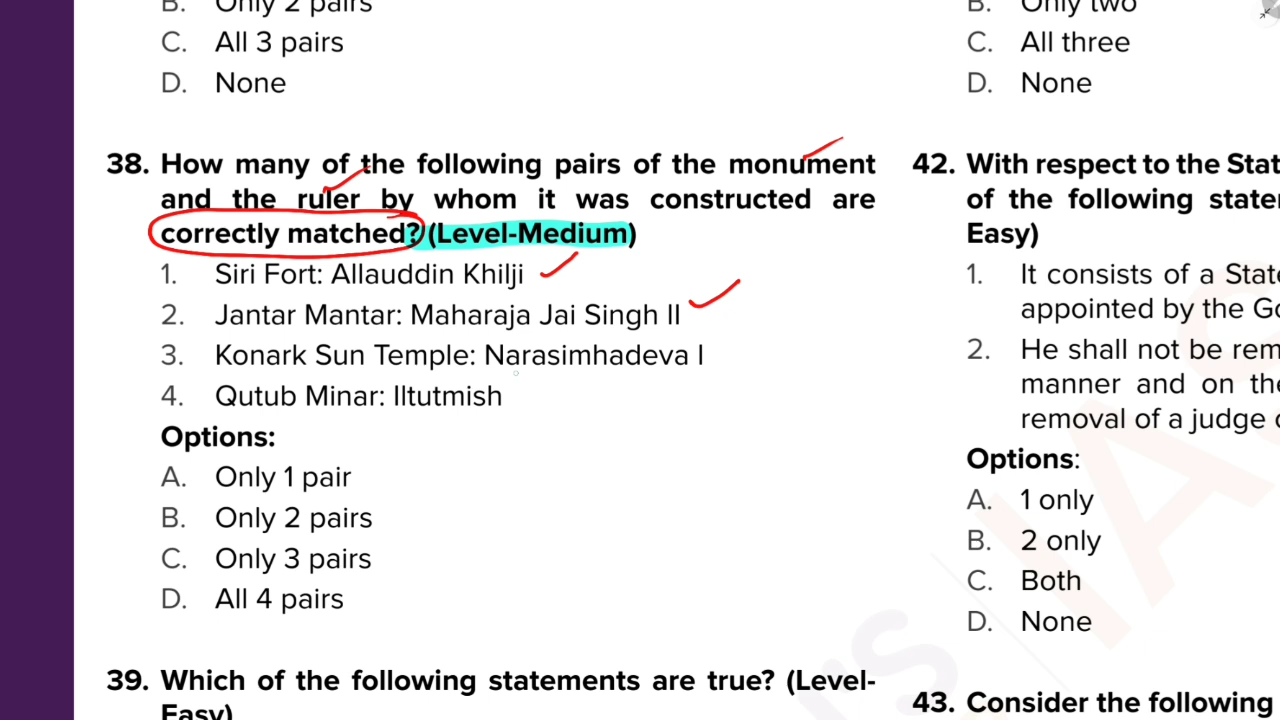 B. Only 2 pairs
C. All 3 pairs
D. None
38. How many of the following pairs of the monument
and the ruler by whom it was constructed are
correctly matched? (Level-Medium)
1. Siri Fort: Allauddin Khilji
2. Jantar Mantar: Maharaja Jai Singh II
3. Konark Sun Temple: Narasimhadeva I
4. Qutub Minar: Iltutmish
Options:
A. Only 1 pair
B. Only 2 pairs
C. Only 3 pairs
D. All 4 pairs
39. Which of the following statements are true? (Level-
Easy)
B. Only two
C. All three
D. None
42. With respect to the Stat
of the following state
Easy)
1. It consists of a State
appointed by the Go
2. He shall not be rem
manner and on the
removal of a judge
Options:
A. 1 only
B. 2 only
C. Both
D. None
43. Consider the following
's IAS